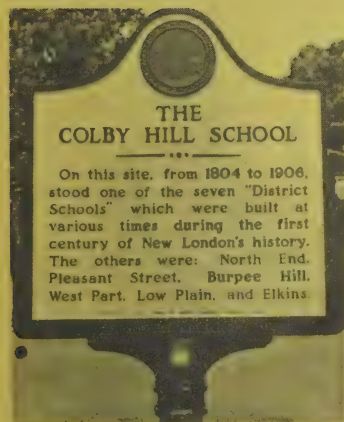 THE
COLBY HILL SCHOOL
On this site, from 1804 to 1906,
stood one of the seven "District
Schools" which were built at
various times during the first
century of New London's history.
The others were: North End,
Pleasant Street, Burpee Hill,
West Part, Low Plain, and Elkins